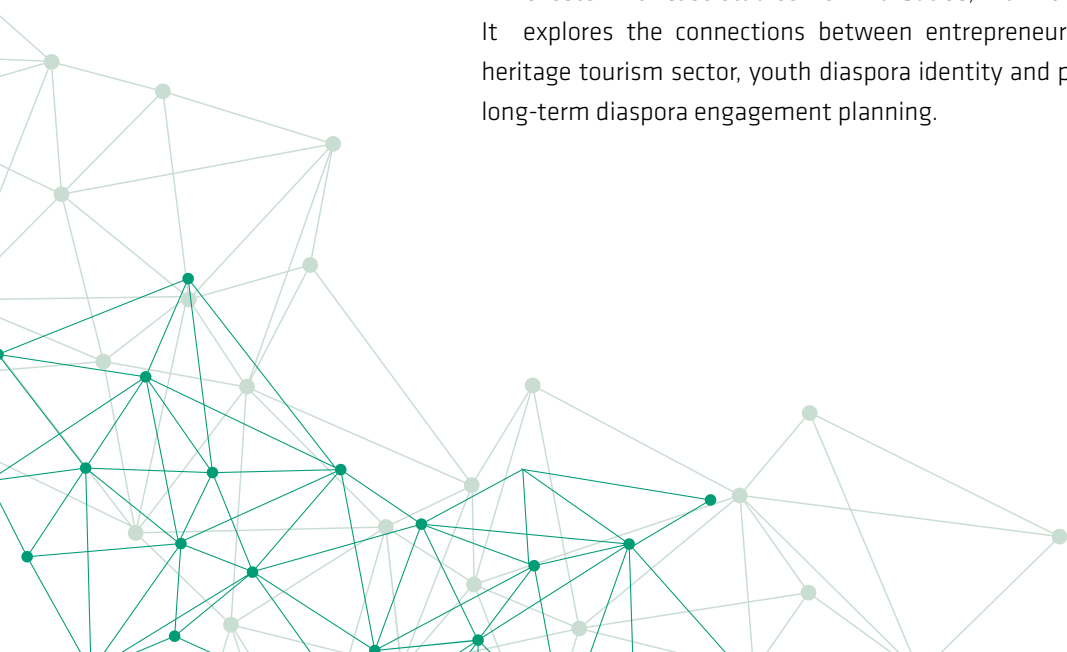 It explores the connections between entrepreneur
heritage tourism sector, youth diaspora identity and p
long-term diaspora engagement planning.